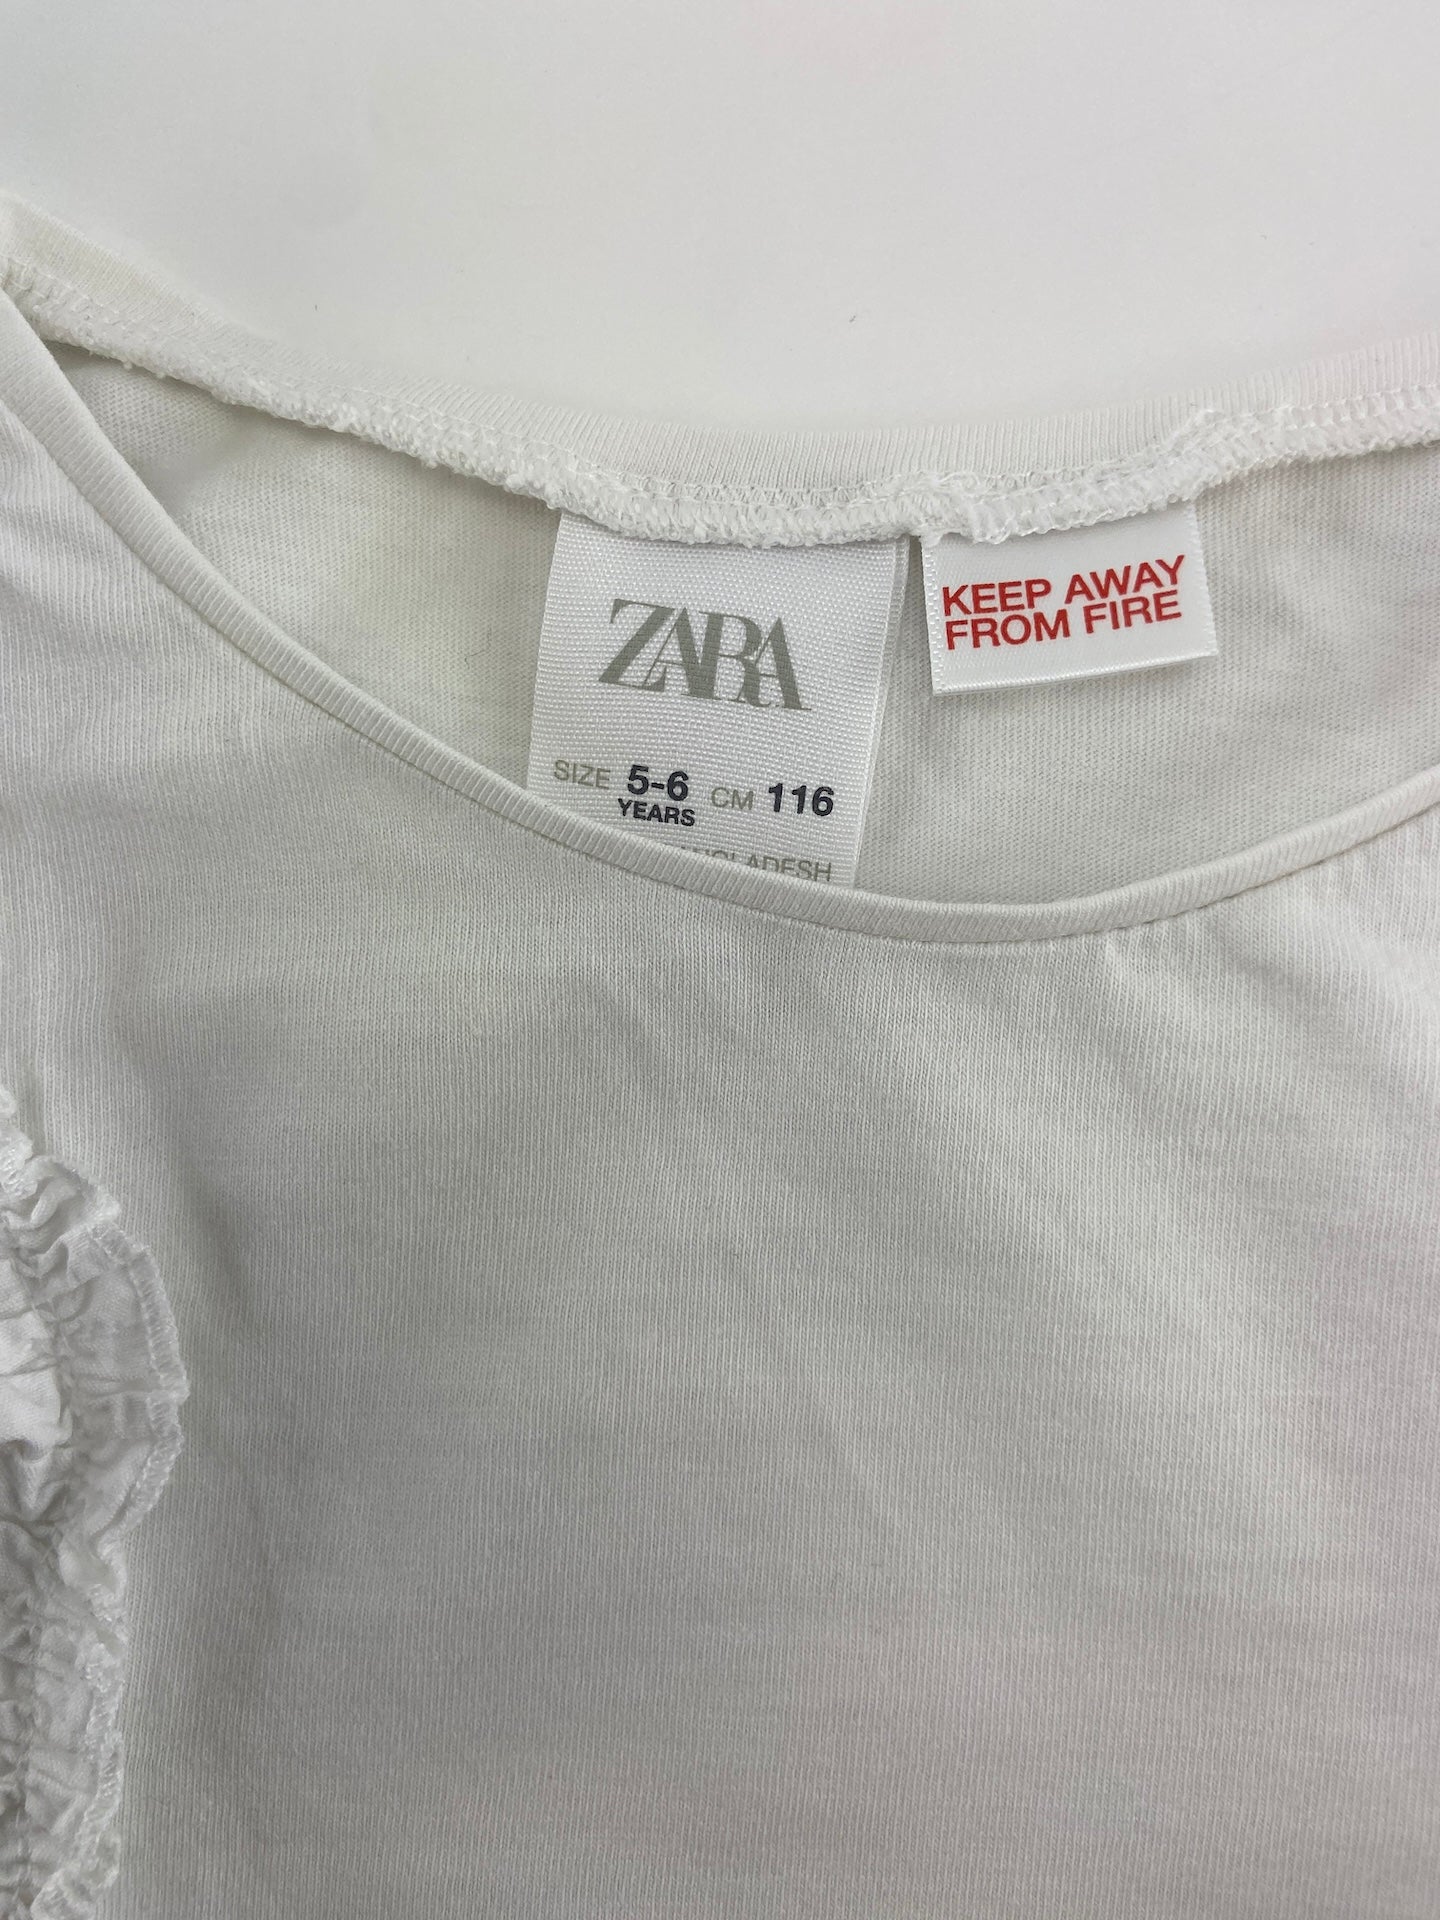 ZARA
SIZE 5-6 CM 116
YEARS
KEEP AWAY
FROM FIRE